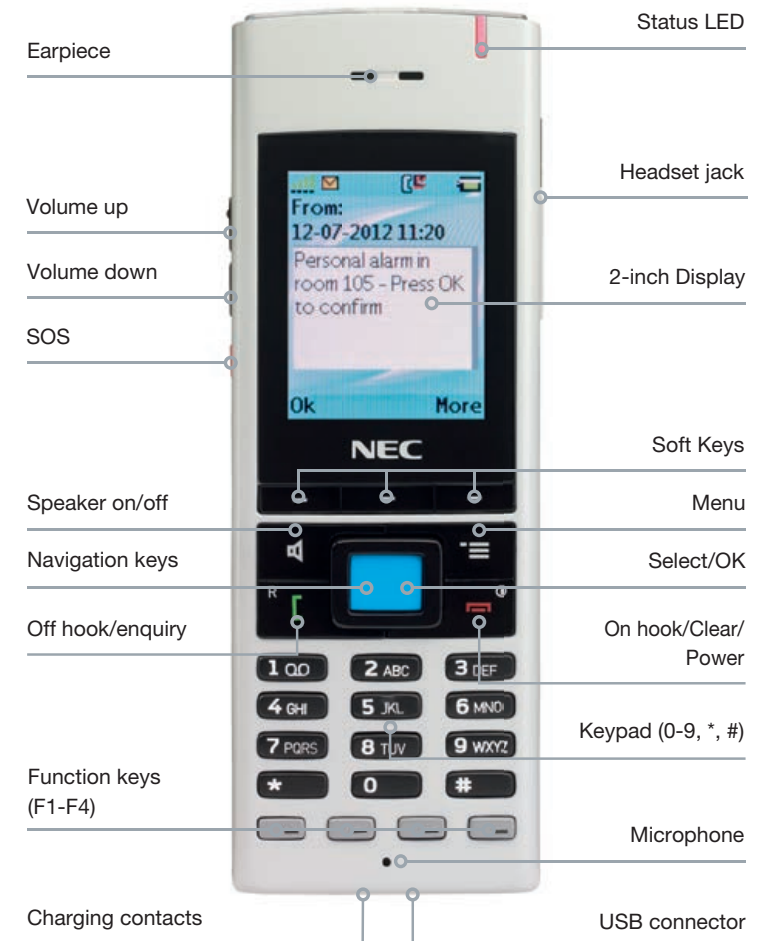 Status LED
Earpiece
Headset jack
Volume up
From:
12-07-2012 11:20
Volume down
Personal alarm in
room 105 - Press OK
to confirm
2-inch Display
SOS
Ok More
NEC
Soft Keys
Speaker on/off
Menu
Navigation keys
Select/OK
R
Off hook/enquiry
On hook/Clear/
Power
1 2 ABC 3 DEF
4 GHI 5 JKL 6 MNO
7 PQRS 8 TUV 9 WXYZ
* 0 #
Keypad (0-9, *, #)
Function keys
(F1-F4)
Microphone
Charging contacts
USB connector